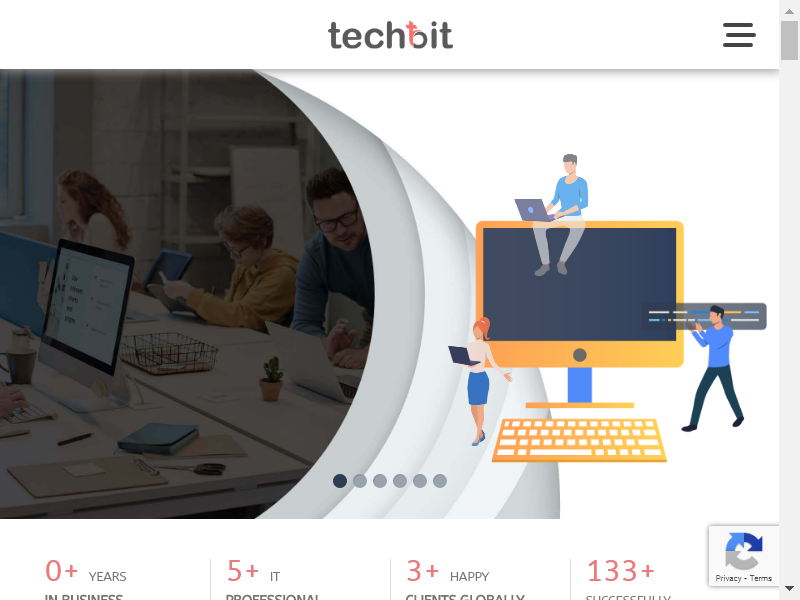 techbit
0+ YEARS
IN BUSINESS
5+ IT
PROFESSIONAL
3+ HAPPY
CLIENTS GLOBALLY
133+
SUCCESSFULLY
Privacy - Terms